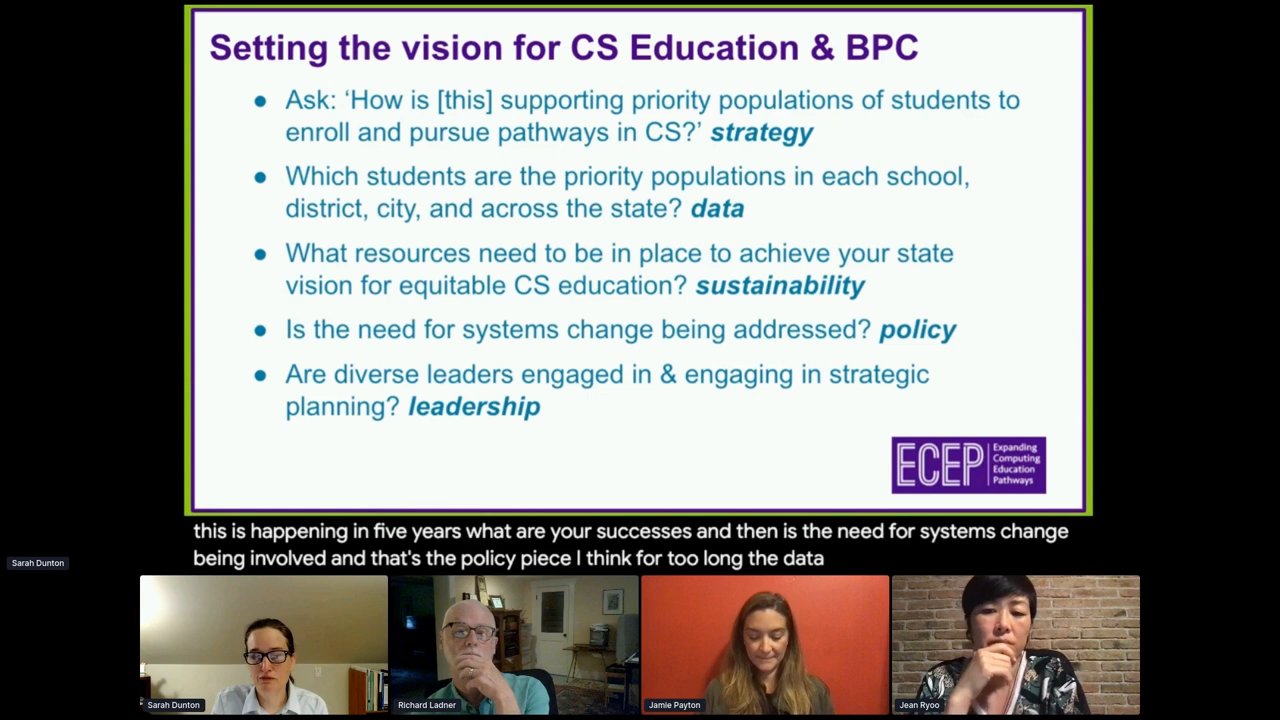 Setting the vision for CS Education & BPC
● Ask: ‘How is [this] supporting priority populations of students to
enroll and pursue pathways in CS?’ strategy
● Which students are the priority populations in each school,
district, city, and across the state? data
● What resources need to be in place to achieve your state
vision for equitable CS education? sustainability
● Is the need for systems change being addressed? policy
● Are diverse leaders engaged in & engaging in strategic
planning? leadership
ECEP
Expanding
Computing
Education
Pathways
this is happening in five years what are your successes and then is the need for systems change
being involved and that's the policy piece I think for too long the data
Sarah Dunton
Sarah Dunton
Richard Ladner
Jamie Payton
Jean Ryoo